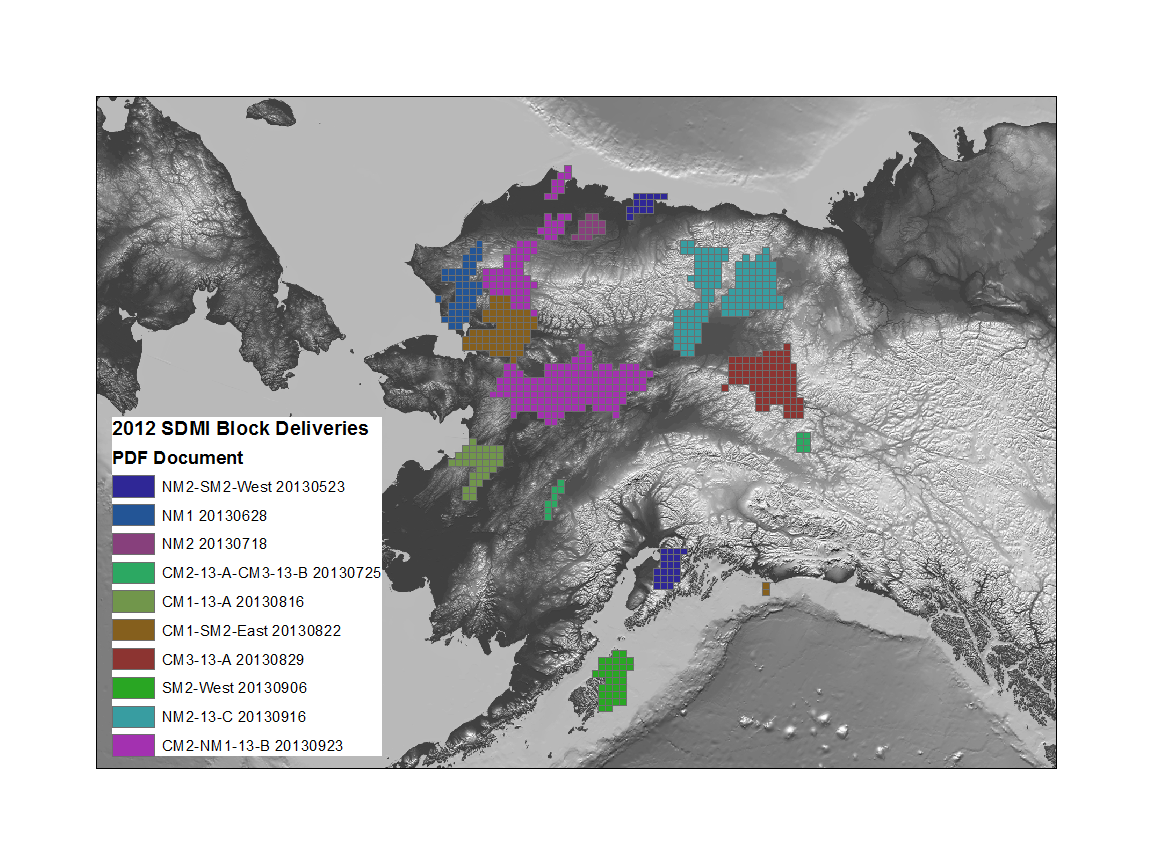 2012 SDMI Block Deliveries
PDF Document
NM2-SM2-West 20130523
NM1 20130628
NM2 20130718
CM2-13-A-CM3-13-B 20130725
CM1-13-A 20130816
CM1-SM2-East 20130822
CM3-13-A 20130829
SM2-West 20130906
NM2-13-C 20130916
CM2-NM1-13-B 20130923